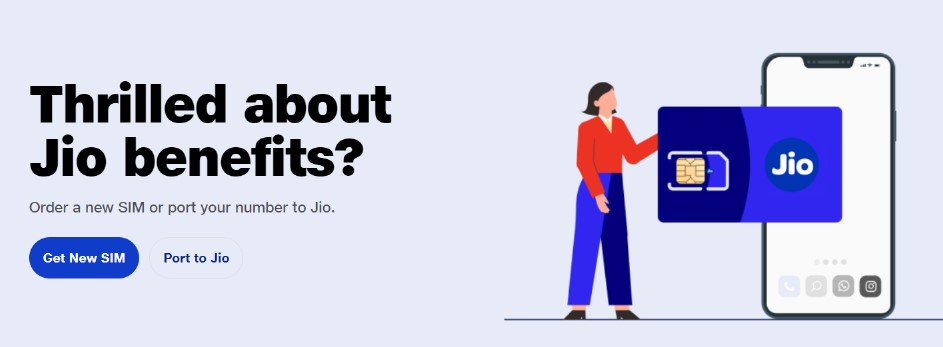 Thrilled about
Jio benefits?
Order a new SIM or port your number to Jio.
Get New SIM
Port to Jio
Jio